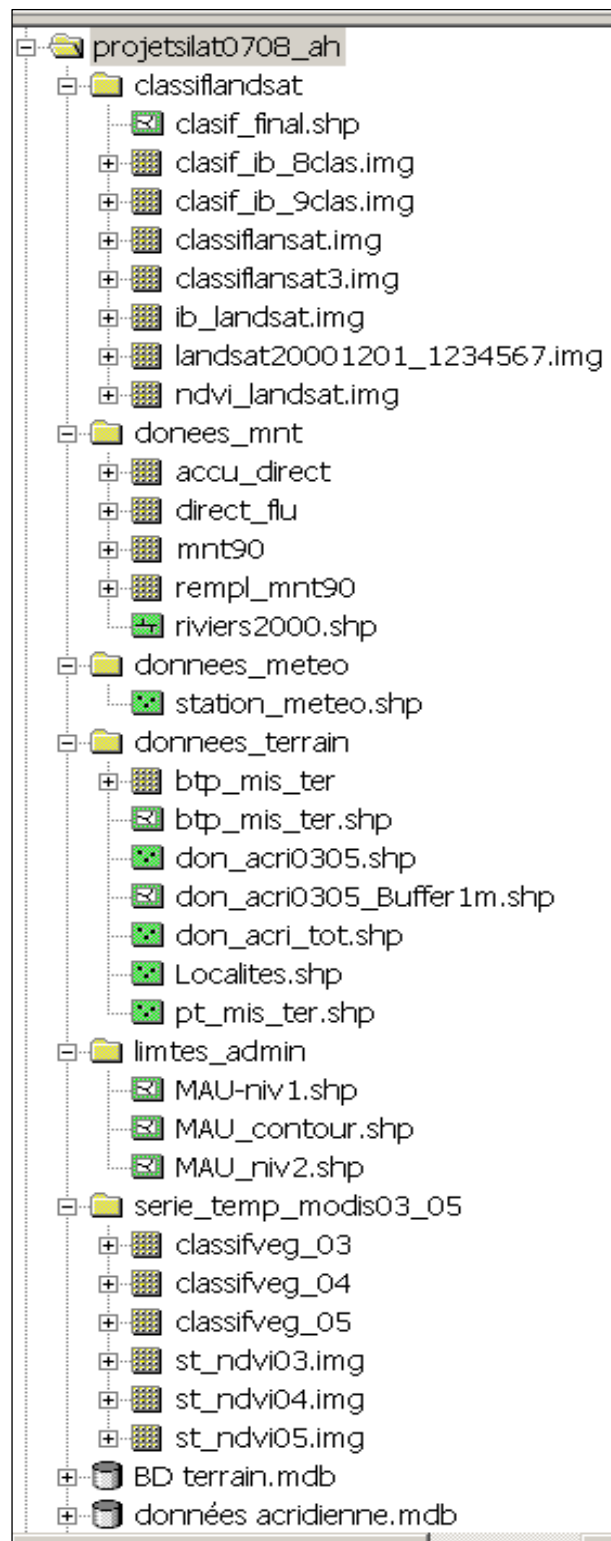 projetsilat0708_ah
classiflandsat
clasif_final.shp
clasif_ib_8clas.img
clasif_ib_9clas.img
classiflansat.img
classiflansat3.img
ib_landsat.img
landsat20001201_1234567.img
ndvi_landsat.img
donees_mnt
accu_direct
direct_flu
mnt90
rempl_mnt90
riviers2000.shp
donnees_meteo
station_meteo.shp
donnees_terrain
btp_mis_ter
btp_mis_ter.shp
don_acri0305.shp
don_acri0305_Buffer1m.shp
don_acri_tot.shp
Localites.shp
pt_mis_ter.shp
limtes_admin
MAU-niv1.shp
MAU_contour.shp
MAU_niv2.shp
serie_temp_modis03_05
classifveg_03
classifveg_04
classifveg_05
st_ndvi03.img
st_ndvi04.img
st_ndvi05.img
BD terrain.mdb
données acridienne.mdb